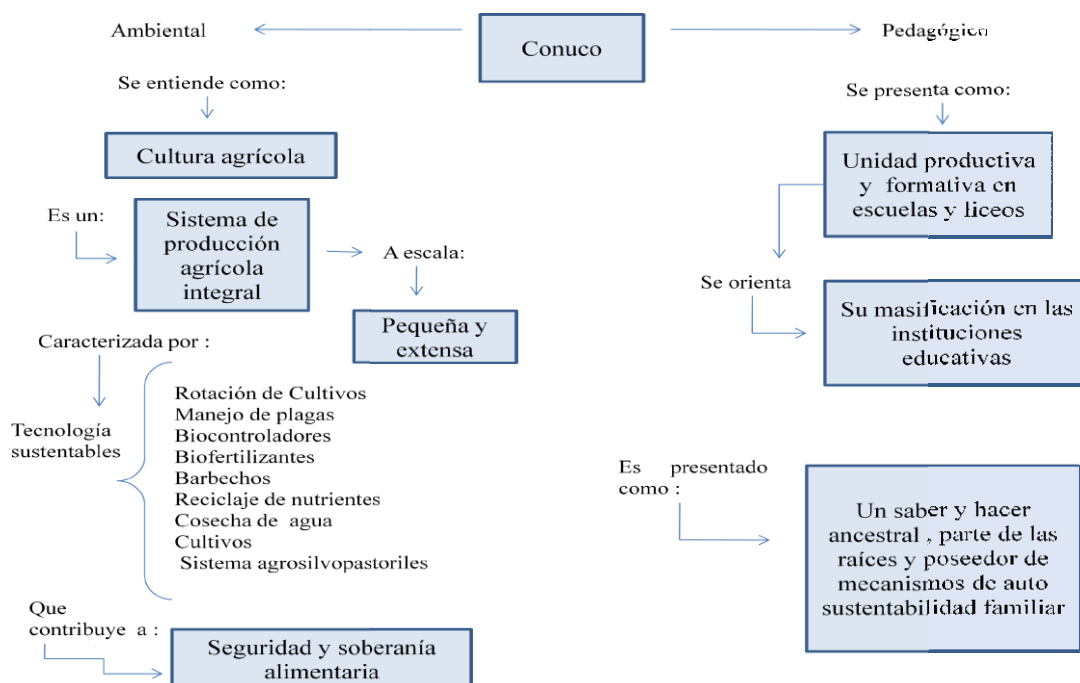 Ambiental
Conuco
Pedagógico
Se entiende como:
Cultura agrícola
Es un:
Sistema de
producción
agrícola
integral
A escala:
Pequeña y
extensa
Caracterizada por :
Tecnología
sustentables
Rotación de Cultivos
Manejo de plagas
Biocontroladores
Biofertilizantes
Barbechos
Reciclaje de nutrientes
Cosecha de agua
Cultivos
Sistema agrosilvopastoriles
Que
contribuye a :
Seguridad y soberanía
alimentaria
Se presenta como:
Unidad productiva
y formativa en
escuelas y liceos
Se orienta
Su masificación en las
instituciones
educativas
Es presentado
como :
Un saber y hacer
ancestral , parte de las
raíces y poseedor de
mecanismos de auto
sustentabilidad familiar